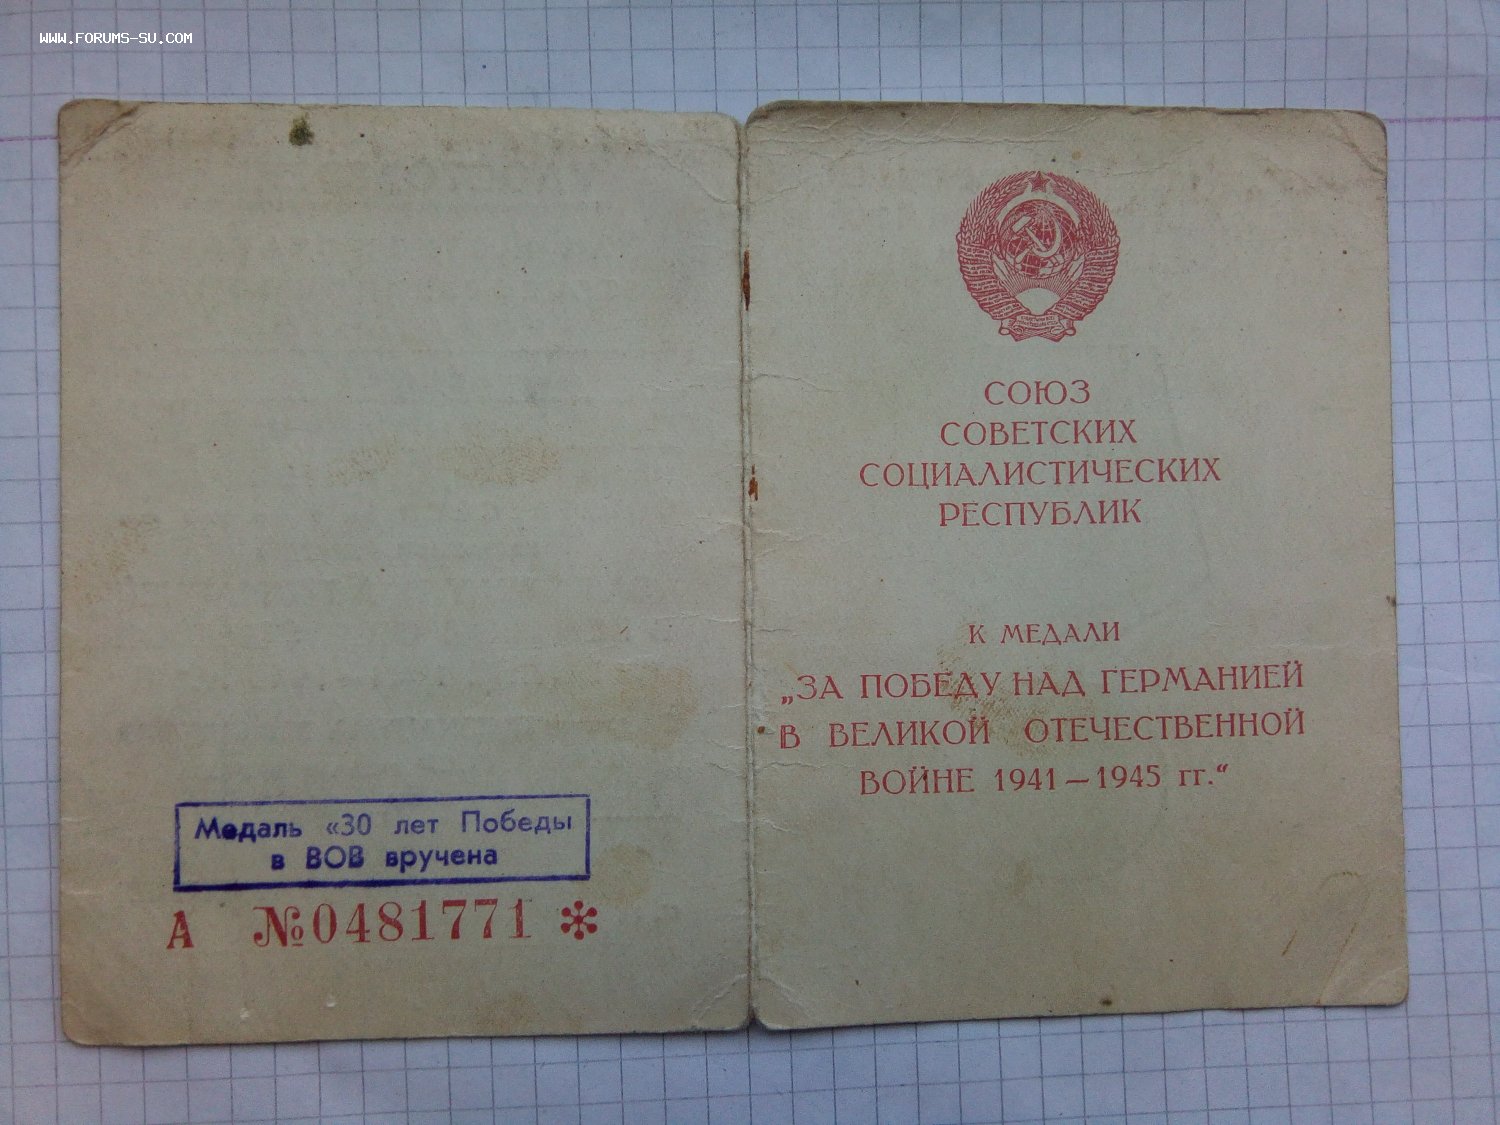 WWW.FORUMS-SU.COM
Медаль «30 лет Победы
в ВОВ вручена
А №0481771 *
СОЮЗ
СОВЕТСКИХ
СОЦИАЛИСТИЧЕСКИХ
РЕСПУБЛИК
К МЕДАЛИ
„ЗА ПОБЕДУ НАД ГЕРМАНИЕЙ
В ВЕЛИКОЙ ОТЕЧЕСТВЕННОЙ
ВОЙНЕ 1941—1945 гг.“